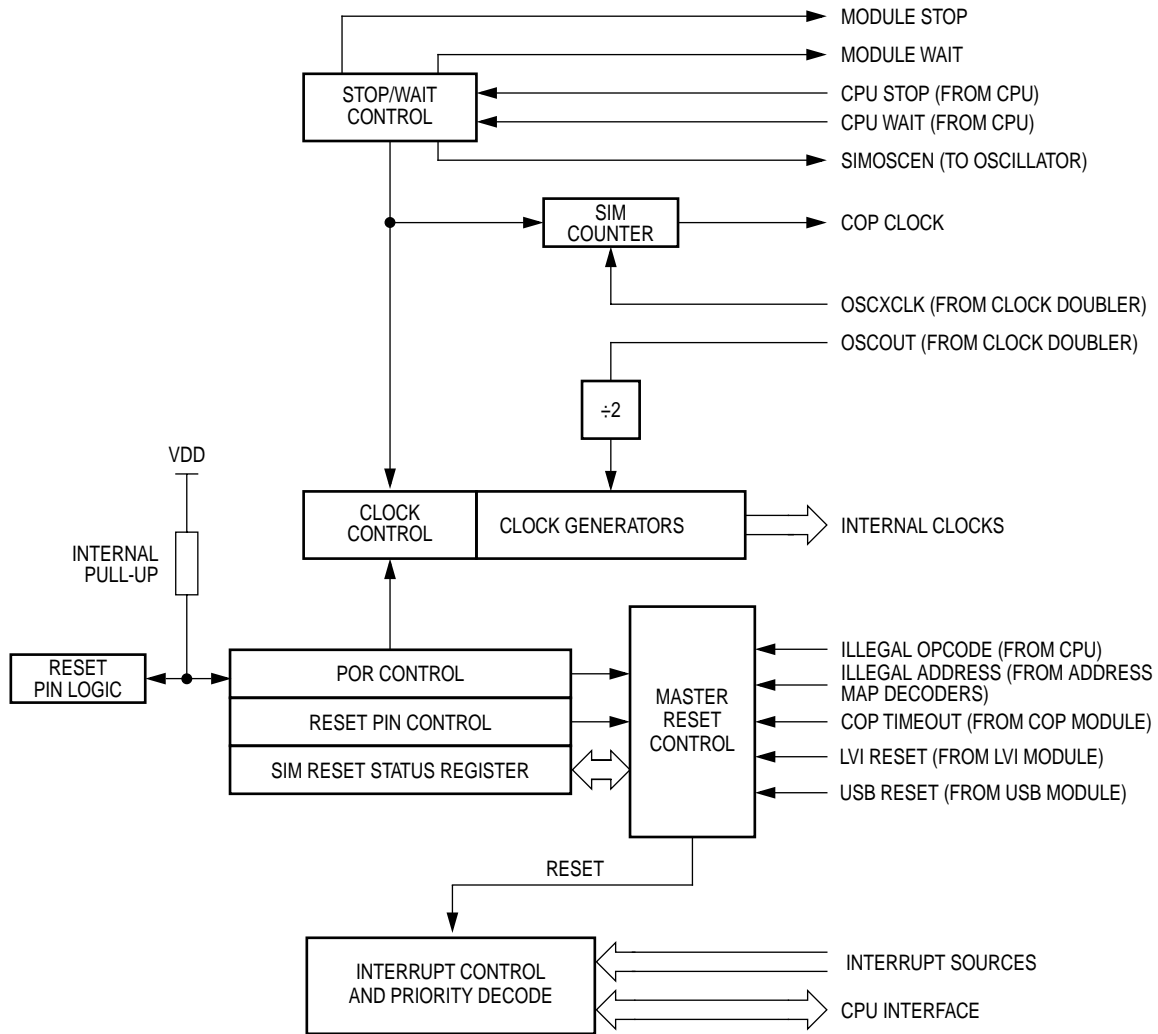 MODULE STOP
MODULE WAIT
STOP/WAIT
CONTROL
CPU STOP (FROM CPU)
CPU WAIT (FROM CPU)
SIMOSCEN (TO OSCILLATOR)
SIM
COUNTER
COP CLOCK
OSCXCLK (FROM CLOCK DOUBLER)
OSCOUT (FROM CLOCK DOUBLER)
÷2
VDD
INTERNAL
PULL-UP
CLOCK
CONTROL
CLOCK GENERATORS
INTERNAL CLOCKS
RESET
PIN LOGIC
POR CONTROL
RESET PIN CONTROL
SIM RESET STATUS REGISTER
MASTER
RESET
CONTROL
ILLEGAL OPCODE (FROM CPU)
ILLEGAL ADDRESS (FROM ADDRESS
MAP DECODERS)
COP TIMEOUT (FROM COP MODULE)
LVI RESET (FROM LVI MODULE)
USB RESET (FROM USB MODULE)
RESET
INTERRUPT CONTROL
AND PRIORITY DECODE
INTERRUPT SOURCES
CPU INTERFACE